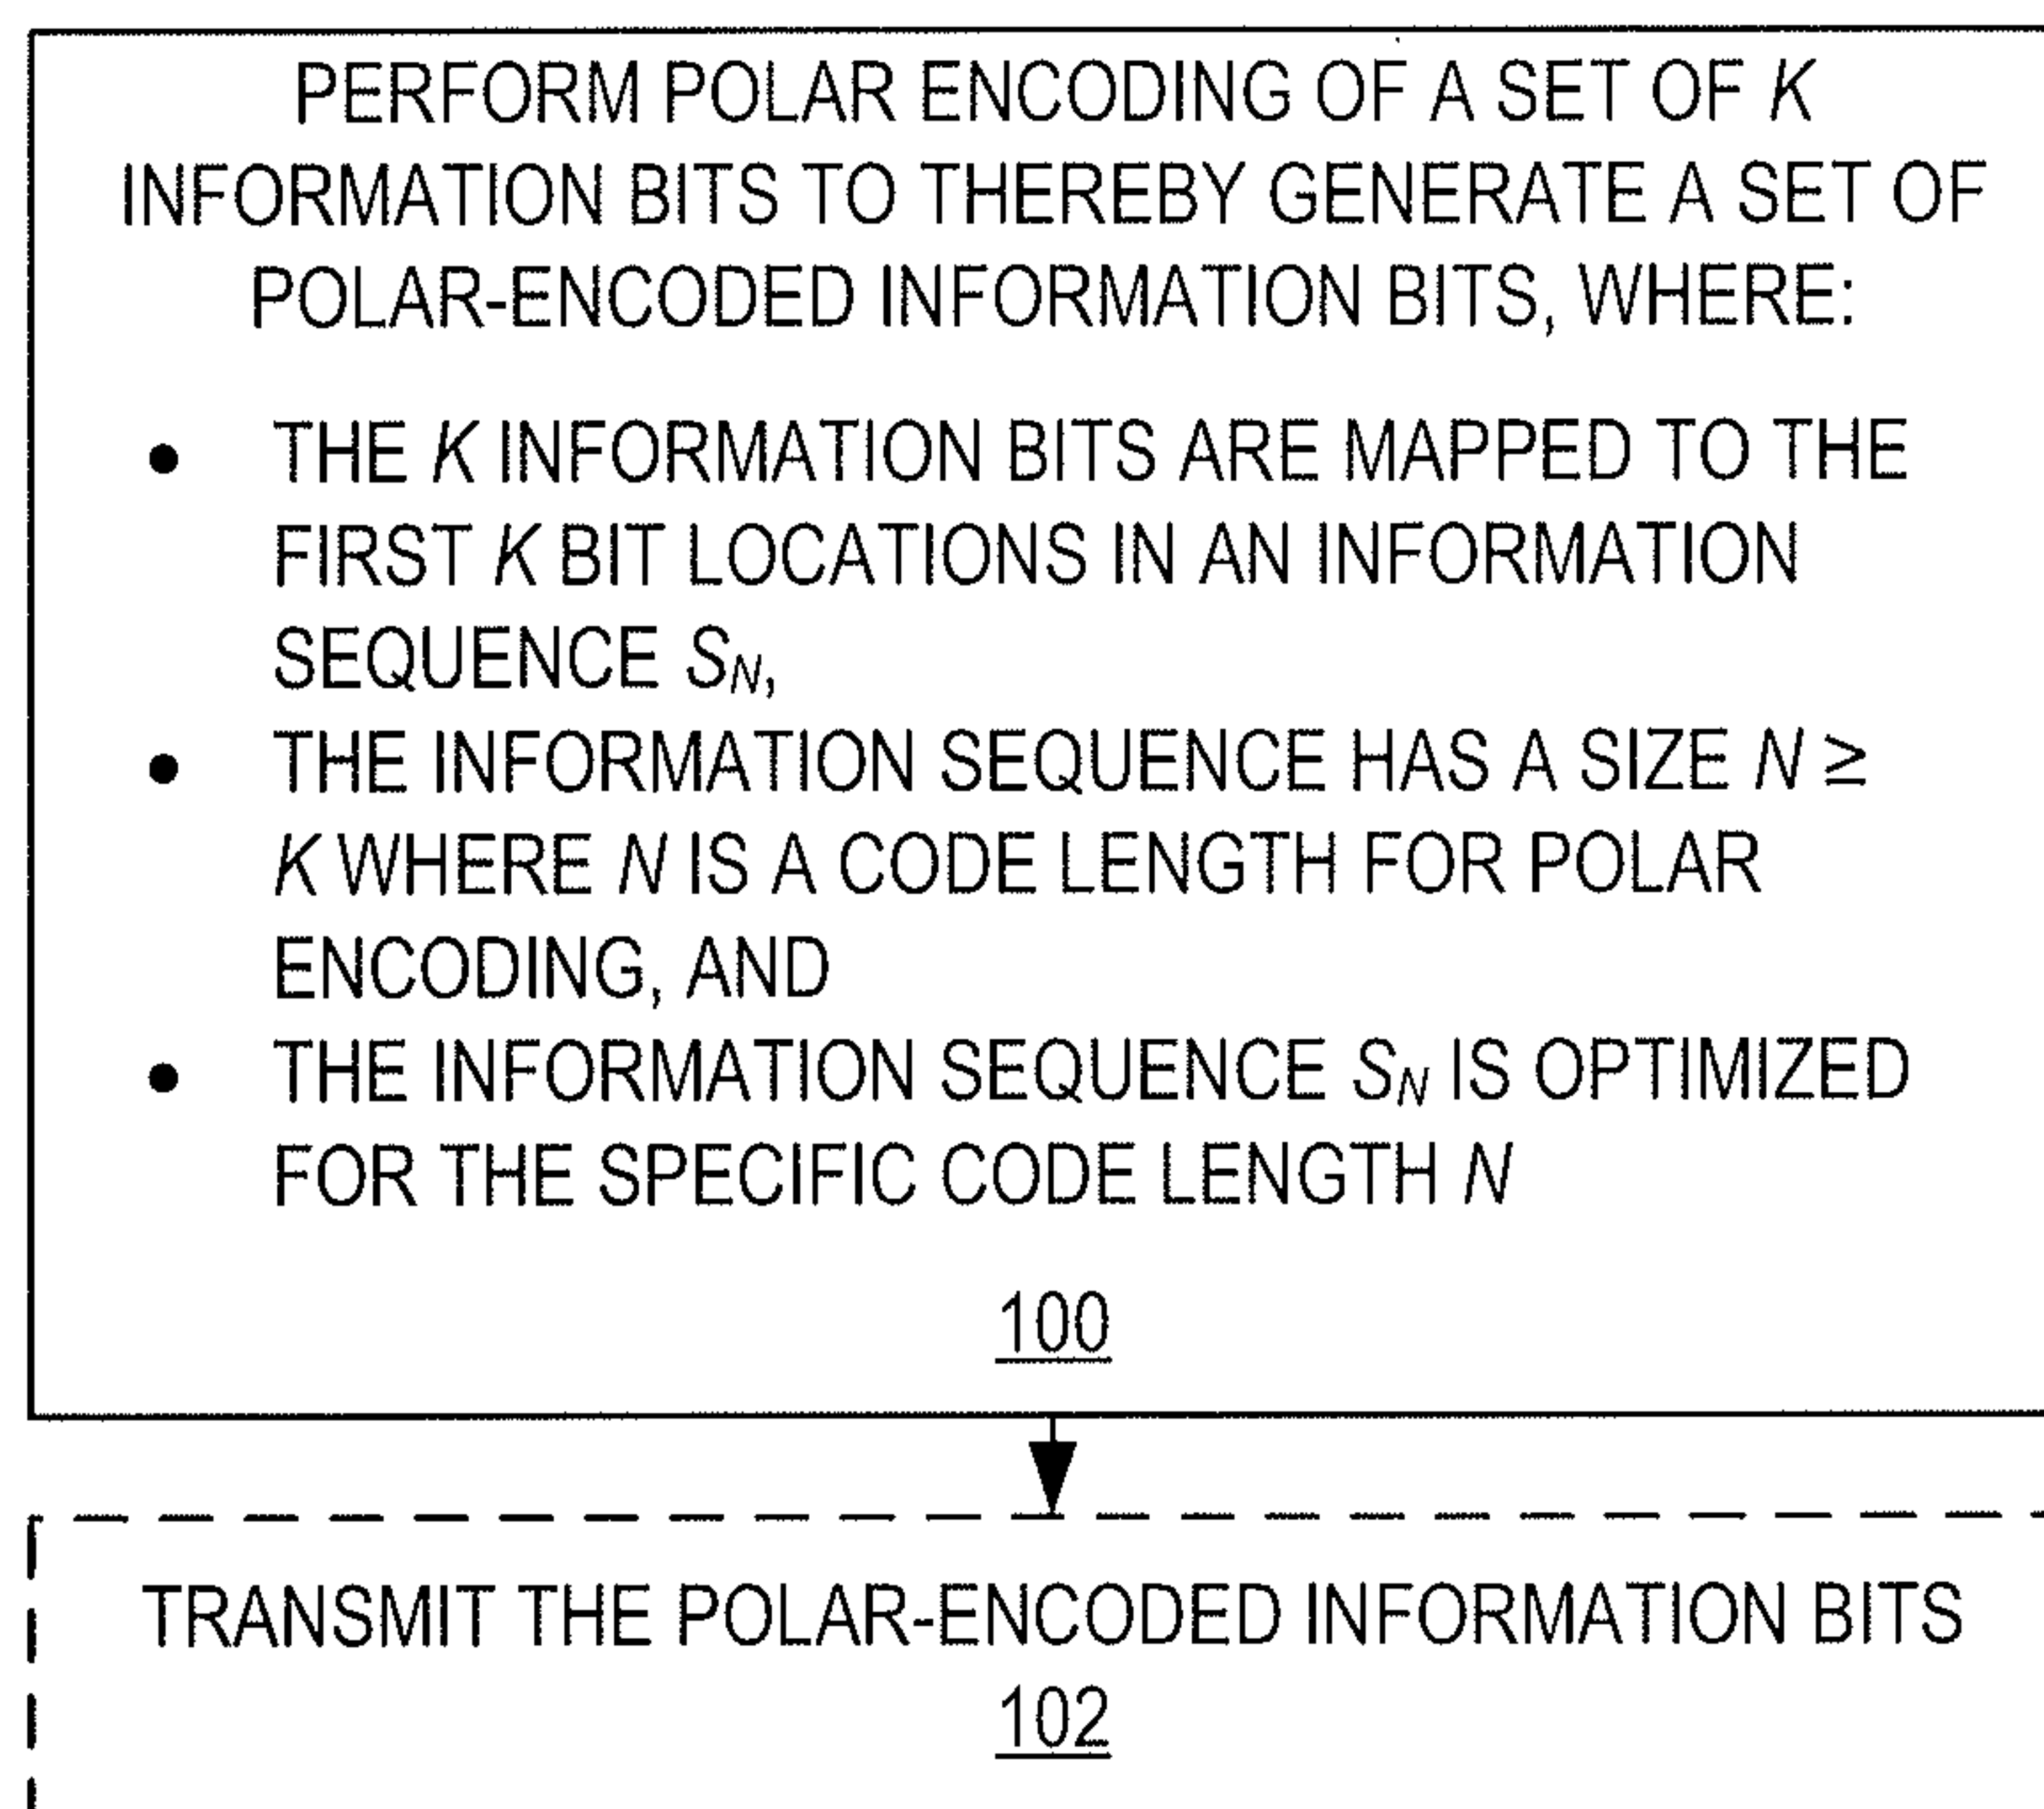 PERFORM POLAR ENCODING OF A SET OF K
INFORMATION BITS TO THEREBY GENERATE A SET OF
POLAR-ENCODED INFORMATION BITS, WHERE:
● THE K INFORMATION BITS ARE MAPPED TO THE
FIRST K BIT LOCATIONS IN AN INFORMATION
SEQUENCE SN,
● THE INFORMATION SEQUENCE HAS A SIZE N ≥
K WHERE N IS A CODE LENGTH FOR POLAR
ENCODING, AND
● THE INFORMATION SEQUENCE SN IS OPTIMIZED
FOR THE SPECIFIC CODE LENGTH N
100
TRANSMIT THE POLAR-ENCODED INFORMATION BITS
102